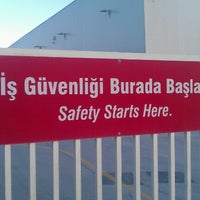 İş Güvenliği Burada Başla
Safety Starts Here.